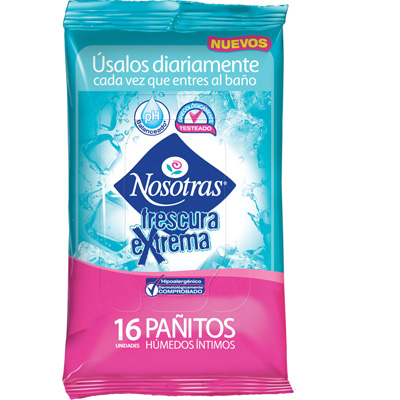 NUEVOS
Úsalos diariamente
cada vez que entres al baño
pH
Balanceado
TESTEADO
Nosotras®
frescura
eXtrema
Hipoalergénico
Dermatológicamente
COMPROBADO
16 PAÑITOS
UNIDADES HÚMEDOS ÍNTIMOS